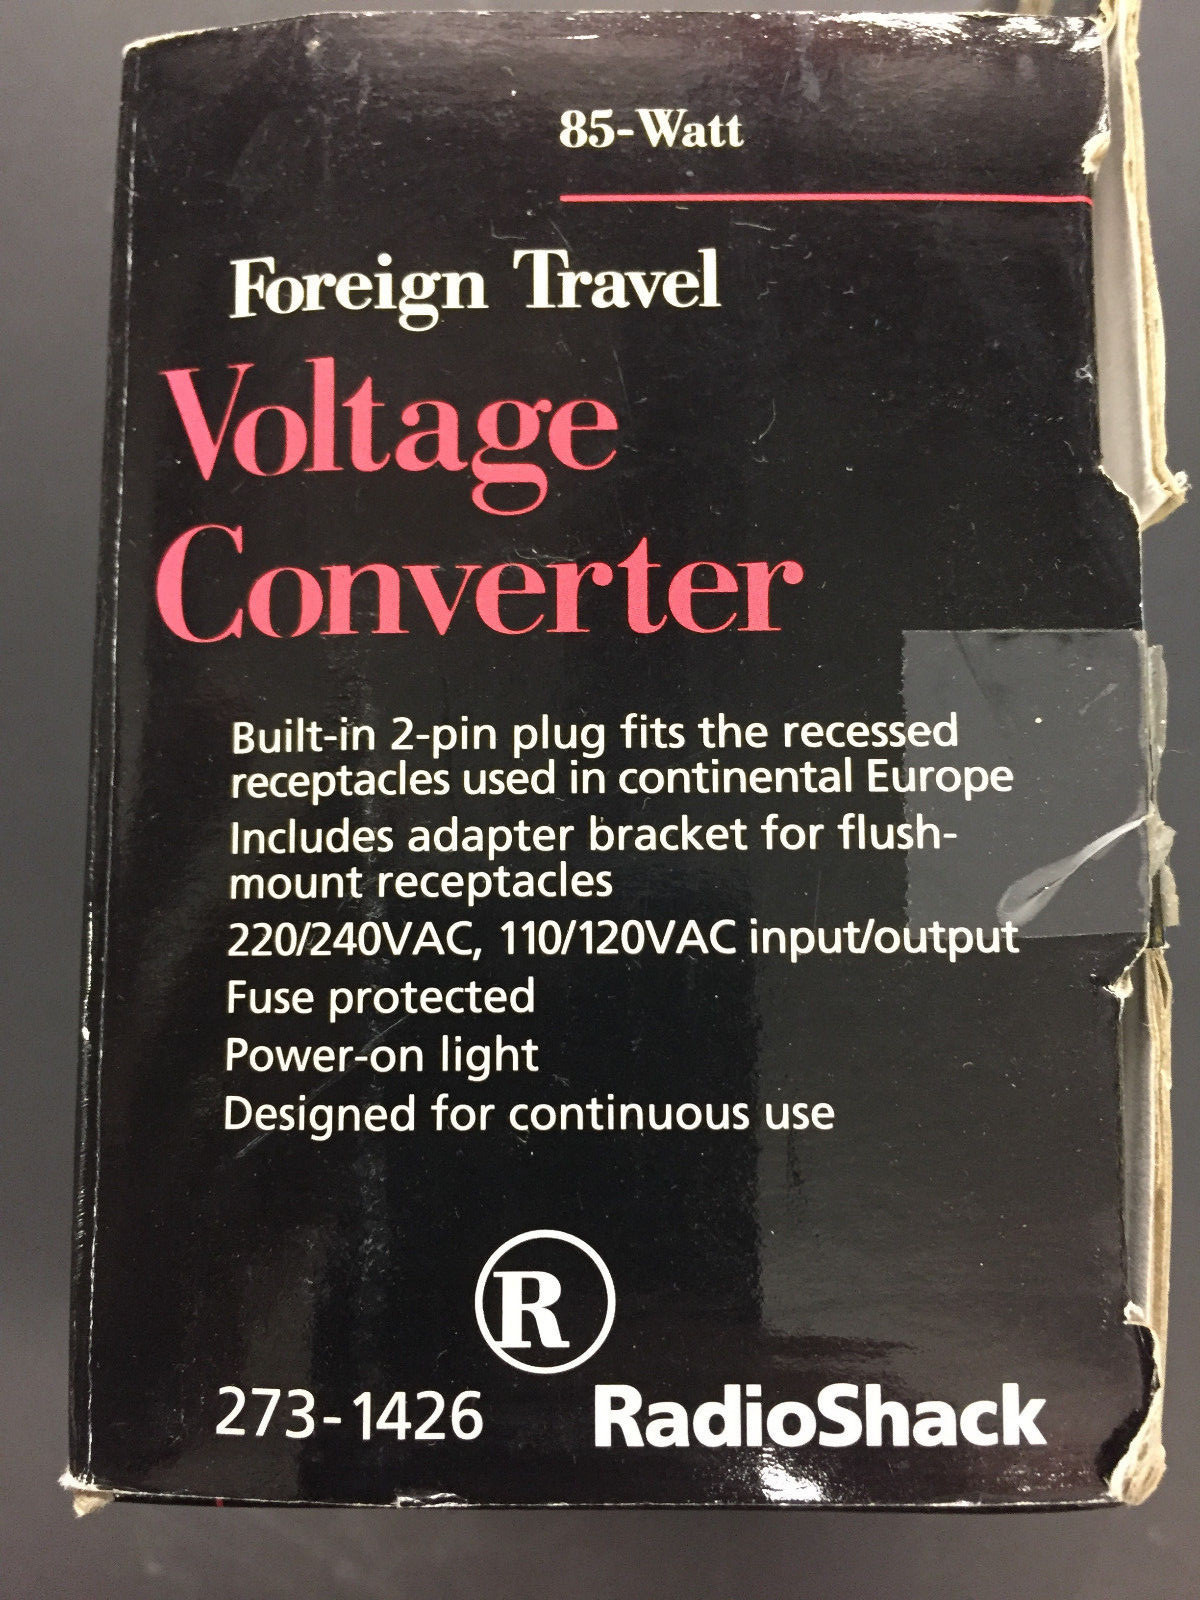 85-Watt
Foreign Travel
Voltage
Converter
Built-in 2-pin plug fits the recessed
receptacles used in continental Europe
Includes adapter bracket for flush-
mount receptacles
220/240VAC, 110/120VAC input/output
Fuse protected
Power-on light
Designed for continuous use
R
273-1426
RadioShack